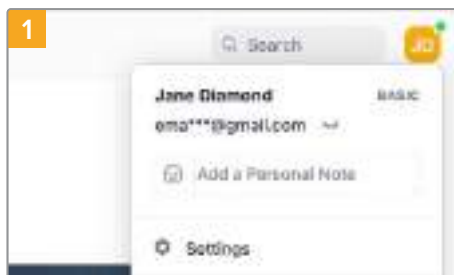 1
Search
JD
Jane Diamond BASIC
ema***@gmail.com
Add a Personal Note
Settings